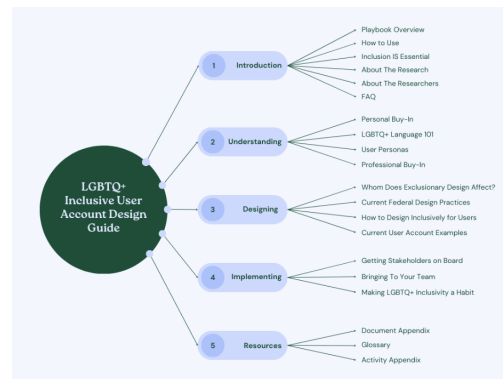 LGBTQ+
Inclusive User
Account Design
Guide
1 Introduction
Playbook Overview
How to Use
Inclusion IS Essential
About The Research
About The Researchers
FAQ
2 Understanding
Personal Buy-In
LGBTQ+ Language 101
User Personas
Professional Buy-In
3 Designing
Whom Does Exclusionary Design Affect?
Current Federal Design Practices
How to Design Inclusively for Users
Current User Account Examples
4 Implementing
Getting Stakeholders on Board
Bringing To Your Team
Making LGBTQ+ Inclusivity a Habit
5 Resources
Document Appendix
Glossary
Activity Appendix